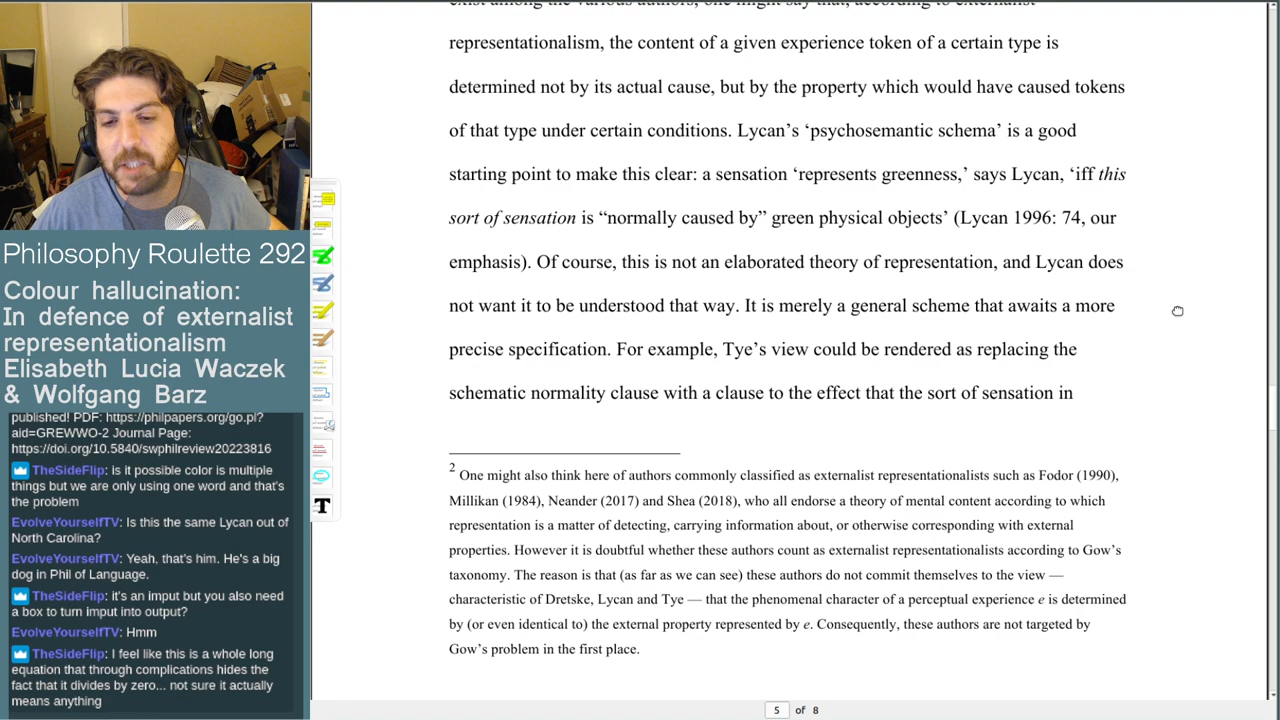 exist among the various authors, one might say that, according to externalist
representationalism, the content of a given experience token of a certain type is
determined not by its actual cause, but by the property which would have caused tokens
of that type under certain conditions. Lycan’s ‘psychosemantic schema’ is a good
starting point to make this clear: a sensation ‘represents greenness,’ says Lycan, ‘iff this
sort of sensation is “normally caused by” green physical objects’ (Lycan 1996: 74, our
emphasis). Of course, this is not an elaborated theory of representation, and Lycan does
not want it to be understood that way. It is merely a general scheme that awaits a more
precise specification. For example, Tye’s view could be rendered as replacing the
schematic normality clause with a clause to the effect that the sort of sensation in
2 One might also think here of authors commonly classified as externalist representationalists such as Fodor (1990),
Millikan (1984), Neander (2017) and Shea (2018), who all endorse a theory of mental content according to which
representation is a matter of detecting, carrying information about, or otherwise corresponding with external
properties. However it is doubtful whether these authors count as externalist representationalists according to Gow’s
taxonomy. The reason is that (as far as we can see) these authors do not commit themselves to the view —
characteristic of Dretske, Lycan and Tye — that the phenomenal character of a perceptual experience e is determined
by (or even identical to) the external property represented by e. Consequently, these authors are not targeted by
Gow’s problem in the first place.
5 of 8
Philosophy Roulette 292
Colour hallucination:
In defence of externalist
representationalism
Elisabeth Lucia Waczek
& Wolfgang Barz
published! PDF: https://philpapers.org/go.pl?
aid=GHEWWO-2 Journal Page:
https://doi.org/10.5840/swphilreview20223816
TheSideFlip: is it possible color is multiple
things but we are only using one word and that's
the problem
EvolveYourselfTV: Is this the same Lycan out of
North Carolina?
EvolveYourselfTV: Yeah, that's him. He's a big
dog in Phil of Language.
TheSideFlip: it's an imput but you also need
a box to turn imput into output?
EvolveYourselfTV: Hmm
TheSideFlip: I feel like this is a whole long
equation that through complications hides the
fact that it divides by zero... not sure it actually
means anything
T